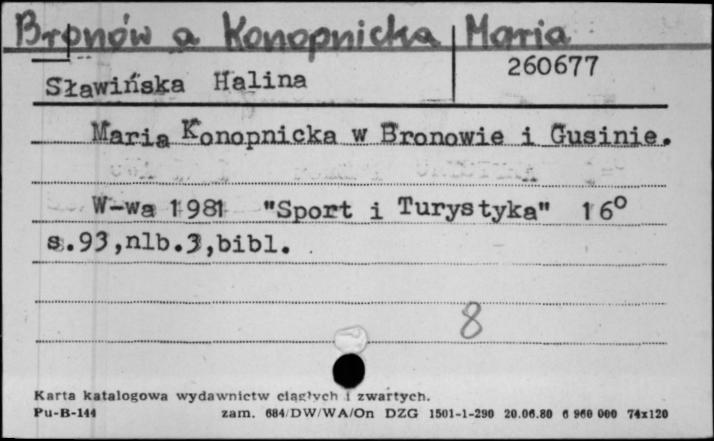 Bronów a Konopnicka Maria
260677
Sławińska Halina
Maria Konopnicka w Bronowie i Gusinie.
W-wa 1981 "Sport i Turystyka" 16°
s.93,nlb.3,bibl.
8
Karta katalogowa wydawnictw ciągłych i zwartych.
Pu-B-144 zam. 684/DW/WA/On DZG 1501-1-290 20.06.80 6 960 000 74x120